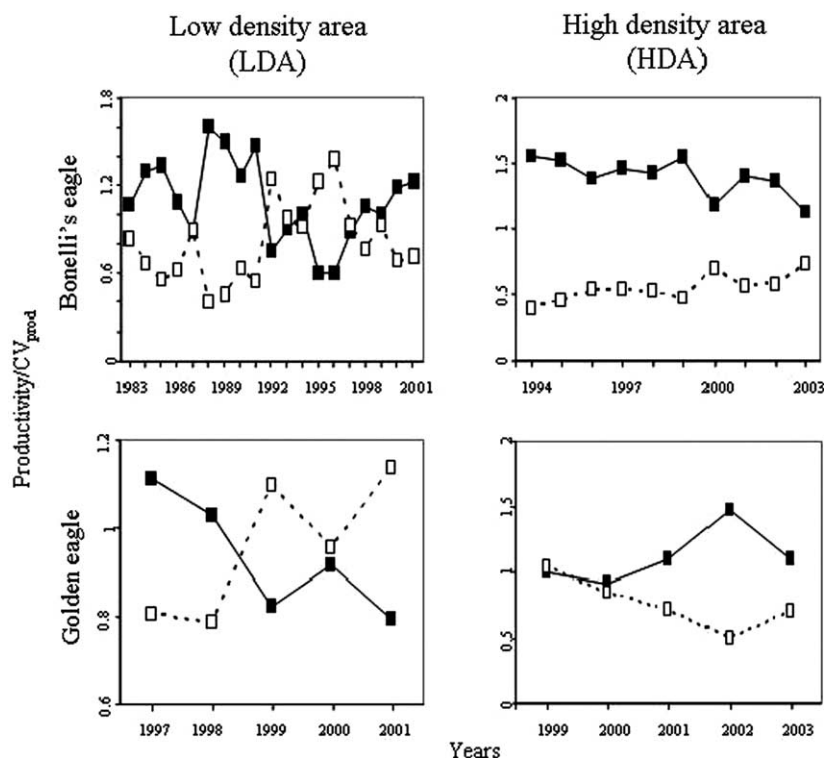 Low density area
(LDA)
High density area
(HDA)
Productivity/CVprod
Bonelli's eagle
1.8
1.2
0.6
0
1983 1986 1989 1992 1995 1998 2001
2
1.5
1
0.5
0
1994 1997 2000 2003
Golden eagle
1.2
1
0.8
0.6
1997 1998 1999 2000 2001
2
1.5
1
0.5
0
1999 2000 2001 2002 2003
Years